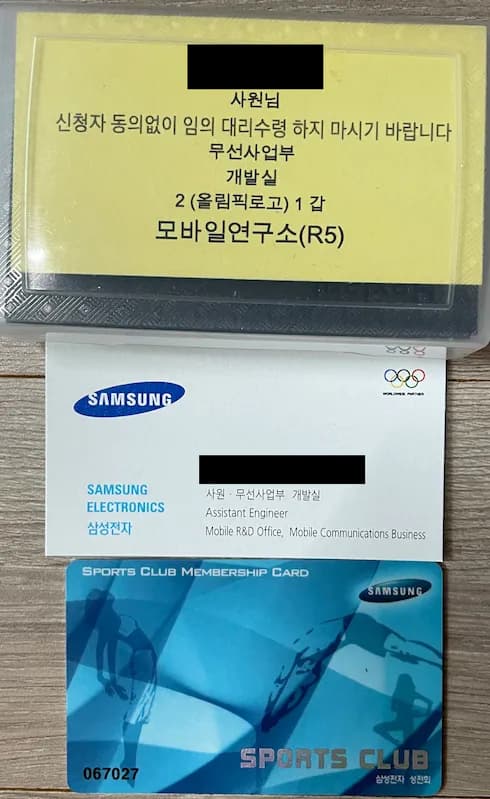 사원님
신청자 동의없이 임의 대리수령 하지 마시기 바랍니다
무선사업부
개발실
2 (올림픽로고) 1 갑
모바일연구소(R5)
SAMSUNG
WORLDWIDE PARTNER
SAMSUNG
ELECTRONICS
삼성전자
사원 · 무선사업부 개발실
Assistant Engineer
Mobile R&D Office, Mobile Communications Business
SPORTS CLUB MEMBERSHIP CARD
SAMSUNG
SPORTS CLUB
067027
삼성전자 성전회